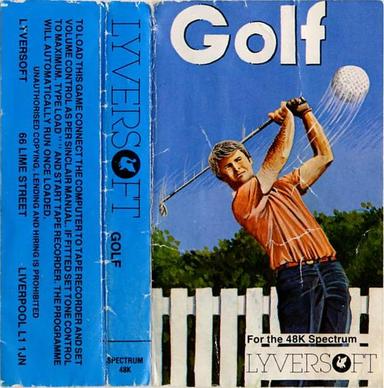 TO LOAD THIS GAME CONNECT THE COMPUTER TO TAPE RECORDER AND SET
VOLUME CONTROL AS PER SINCLAIR MANUAL. IF FITTED SET TONE CONTROL
TO MAXIMUM. TYPE LOAD "" AND START TAPE RECORDER. THE PROGRAMME
WILL AUTOMATICALLY RUN ONCE LOADED.
UNAUTHORISED COPYING, LENDING AND HIRING IS PROHIBITED
LYVERSOFT 66 LIME STREET LIVERPOOL L1 1JN
LYVERSOFT
GOLF
SPECTRUM
48K
Golf
For the 48K Spectrum
LYVERSOFT